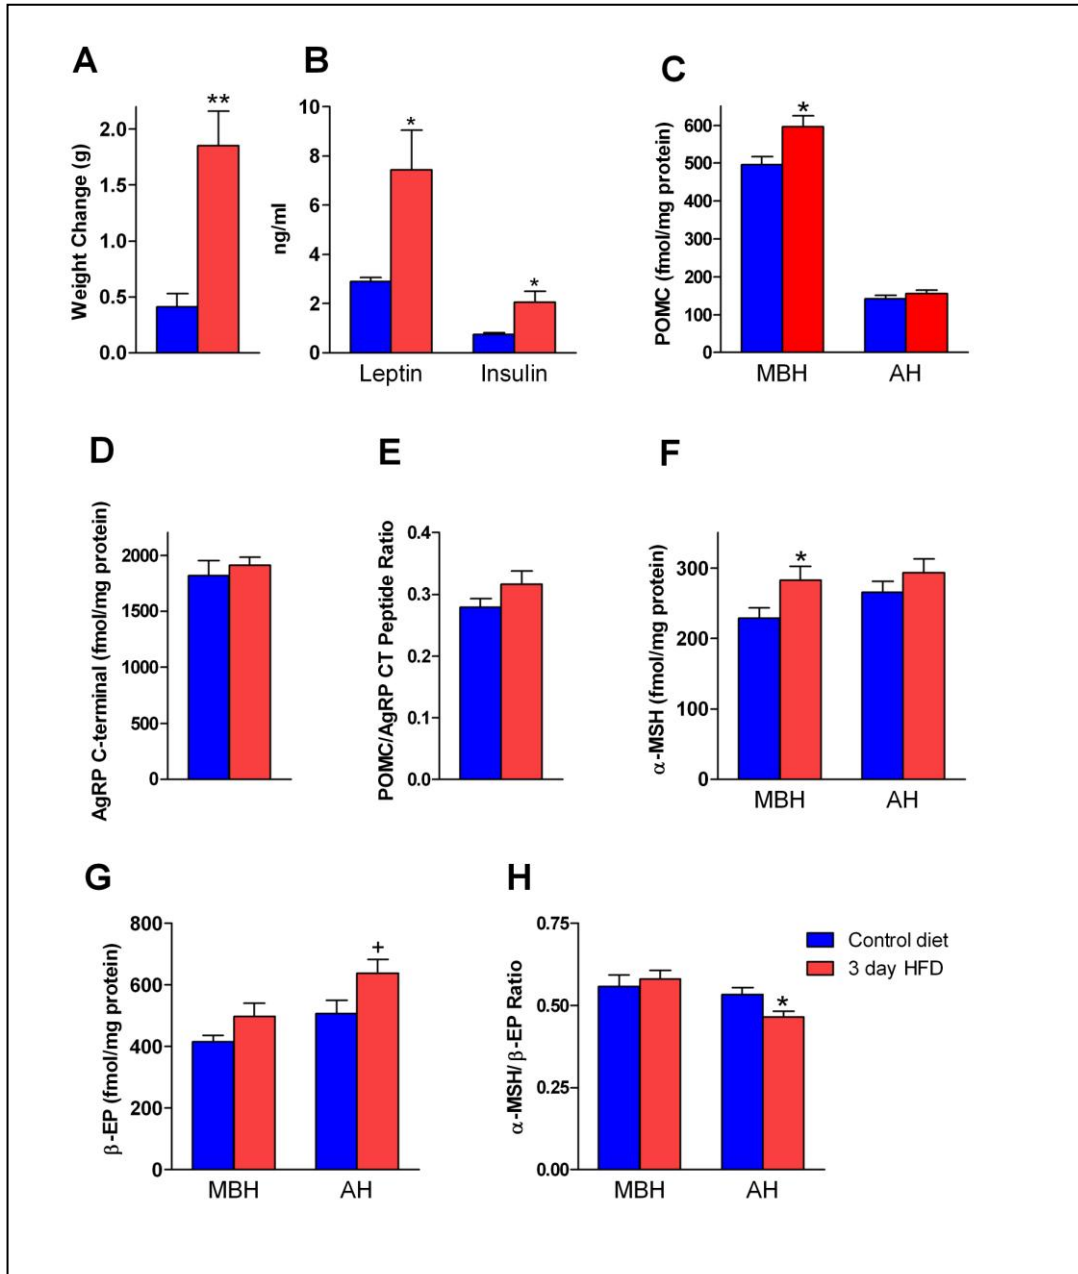 A
Weight Change (g)
2.0
1.5
1.0
0.5
0.0
**
B
ng/ml
10
8
6
4
2
0
*
*
Leptin Insulin
C
POMC (fmol/mg protein)
600
500
400
300
200
100
0
*
MBH AH
D
AgRP C-terminal (fmol/mg protein)
2000
1500
1000
500
0
E
POMC/AgRP CT Peptide Ratio
0.4
0.3
0.2
0.1
0.0
F
α-MSH (fmol/mg protein)
300
200
100
0
*
MBH AH
G
β-EP (fmol/mg protein)
800
600
400
200
0
+
MBH AH
H
α-MSH/β-EP Ratio
0.75
0.50
0.25
0.00
*
MBH AH
Control diet
3 day HFD